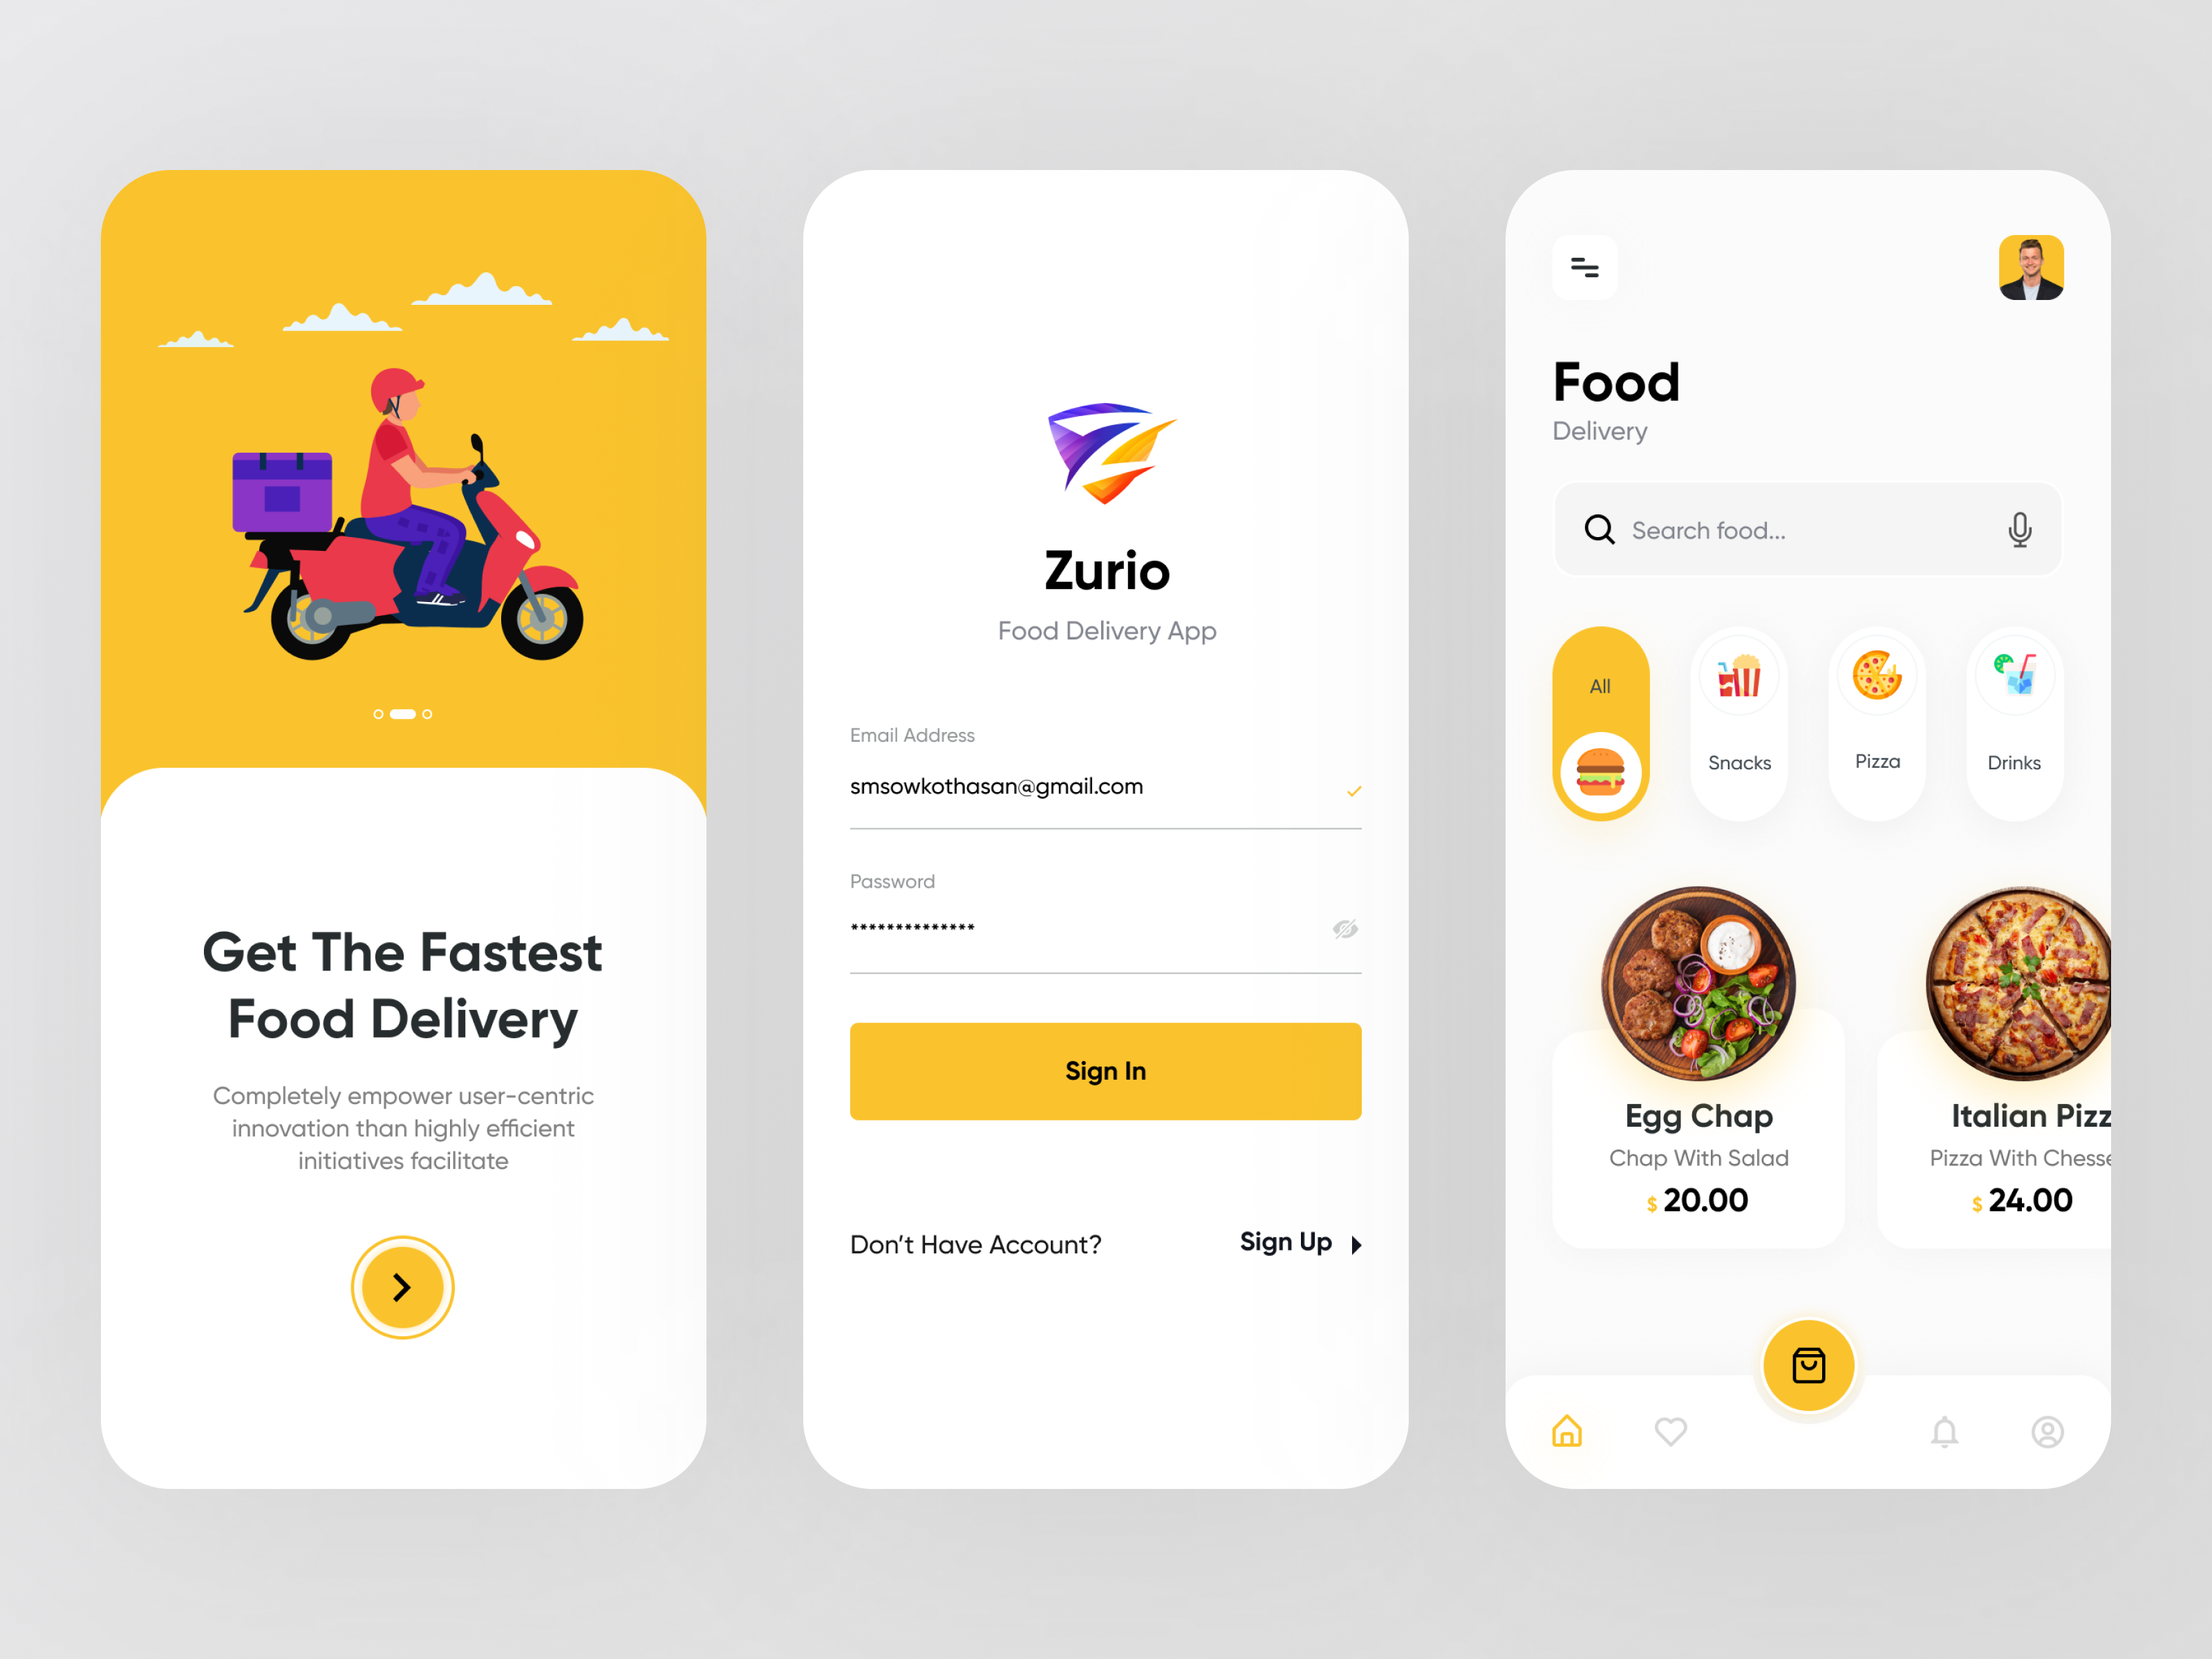 Get The Fastest
Food Delivery
Completely empower user-centric
innovation than highly efficient
initiatives facilitate
Zurio
Food Delivery App
Email Address
smsowkothasan@gmail.com
Password
**************
Sign In
Don’t Have Account?
Sign Up
Food
Delivery
Search food...
All
Snacks
Pizza
Drinks
Egg Chap
Chap With Salad
$ 20.00
Italian Pizz
Pizza With Chesse
$ 24.00